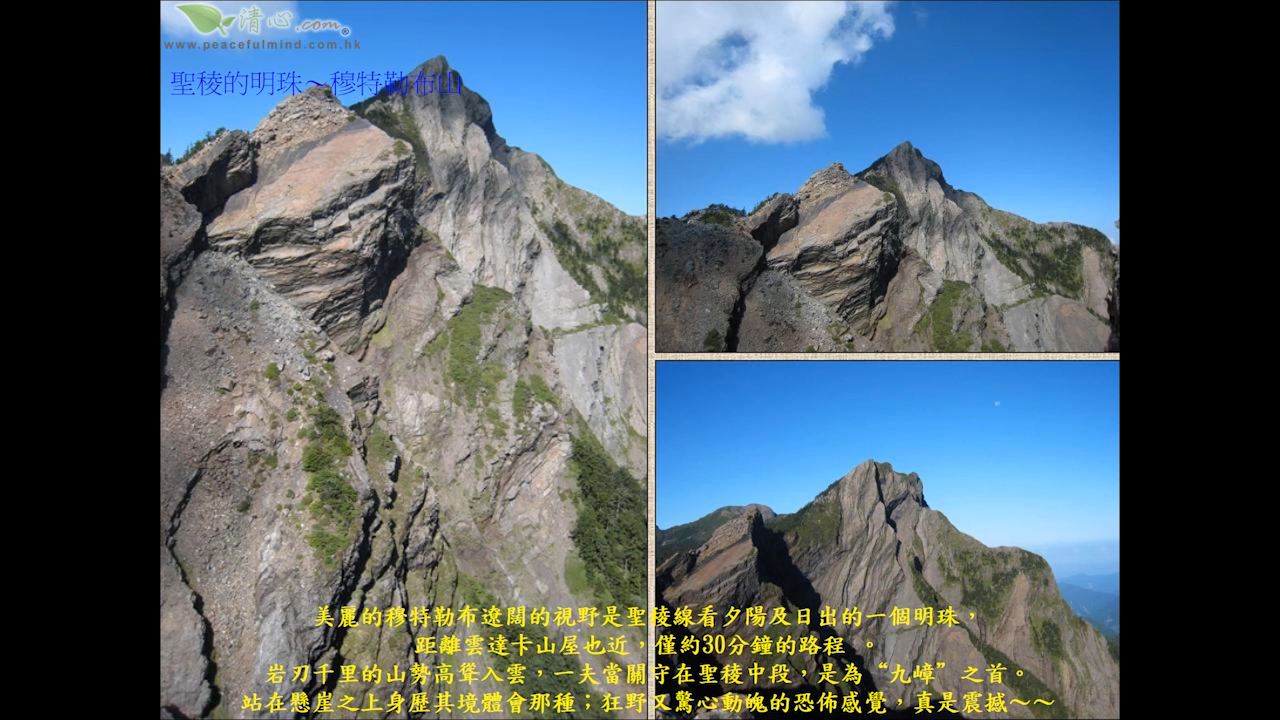 清心.com®
www.peacefulmind.com.hk
聖稜的明珠～穆特勒布山
美麗的穆特勒布遼闊的視野是聖稜線看夕陽及日出的一個明珠，
距離雲達卡山屋也近，僅約30分鐘的路程 。
岩刃千里的山勢高聳入雲，一夫當關守在聖稜中段，是為“九嶂”之首。
站在懸崖之上身歷其境體會那種；狂野又驚心動魄的恐佈感覺，真是震撼～～